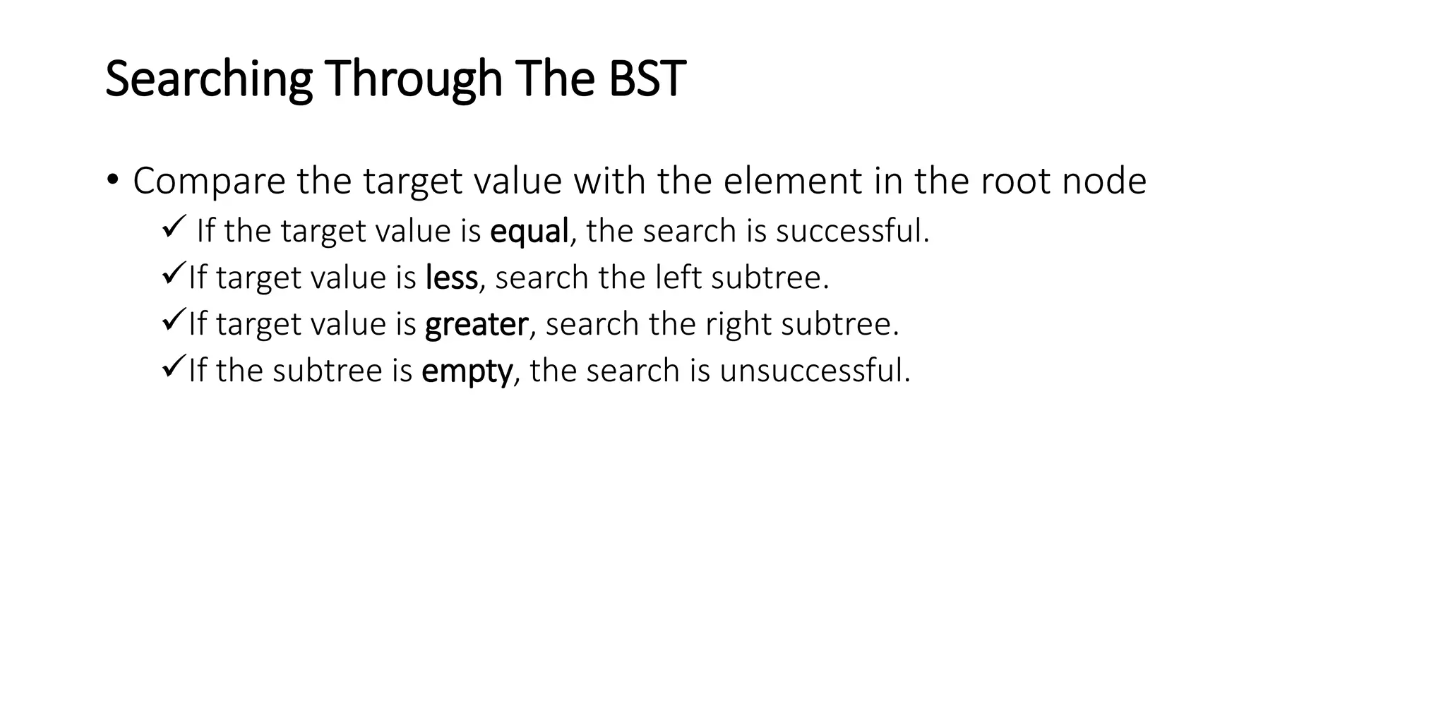 Searching Through The BST
• Compare the target value with the element in the root node
✓ If the target value is equal, the search is successful.
✓If target value is less, search the left subtree.
✓If target value is greater, search the right subtree.
✓If the subtree is empty, the search is unsuccessful.